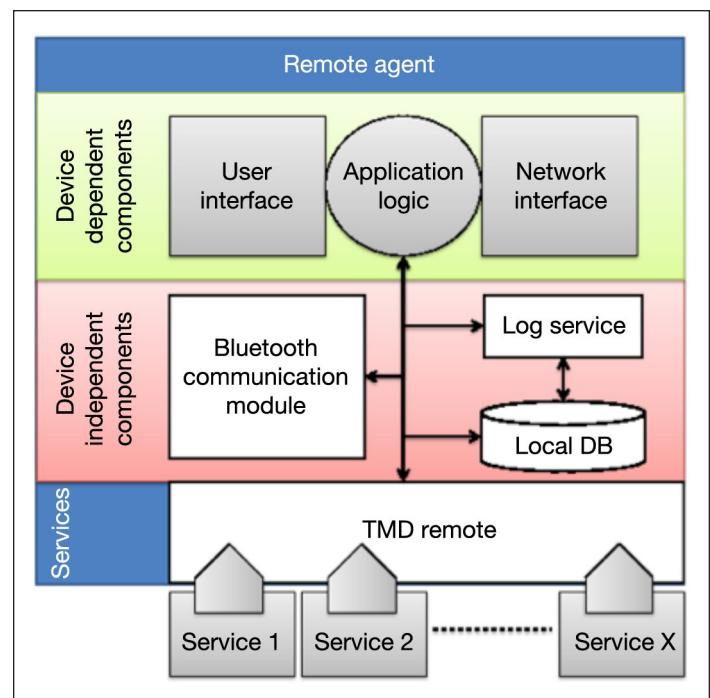 Remote agent
Device
dependent
components
User
interface
Application
logic
Network
interface
Device
independent
components
Bluetooth
communication
module
Log service
Local DB
Services
TMD remote
Service 1
Service 2
Service X